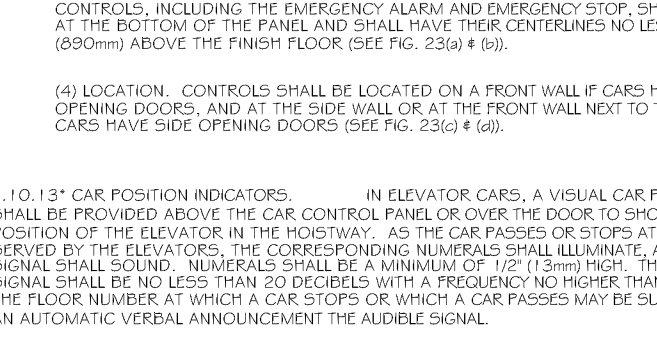 CONTROLS, INCLUDING THE EMERGENCY ALARM AND EMERGENCY STOP,
AT THE BOTTOM OF THE PANEL AND SHALL HAVE THEIR CENTERLINES NO
(890mm) ABOVE THE FINISH FLOOR (SEE FIG. 23(a) & (b)).
(4) LOCATION. CONTROLS SHALL BE LOCATED ON A FRONT WALL IF CARS
OPENING DOORS, AND AT THE SIDE WALL OR AT THE FRONT WALL NEXT TO
CARS HAVE SIDE OPENING DOORS (SEE FIG. 23(c) & (d)).
.10.13* CAR POSITION INDICATORS. IN ELEVATOR CARS, A VISUAL CAR
SHALL BE PROVIDED ABOVE THE CAR CONTROL PANEL OR OVER THE DOOR TO
POSITION OF THE ELEVATOR IN THE HOISTWAY. AS THE CAR PASSES OR STOPS AT
SERVED BY THE ELEVATORS, THE CORRESPONDING NUMERALS SHALL ILLUMINATE,
SIGNAL SHALL SOUND. NUMERALS SHALL BE A MINIMUM OF 1/2" (13mm) HIGH.
SIGNAL SHALL BE NO LESS THAN 20 DECIBELS WITH A FREQUENCY NO HIGHER THAN
THE FLOOR NUMBER AT WHICH A CAR STOPS OR WHICH A CAR PASSES MAY BE
AN AUTOMATIC VERBAL ANNOUNCEMENT THE AUDIBLE SIGNAL.